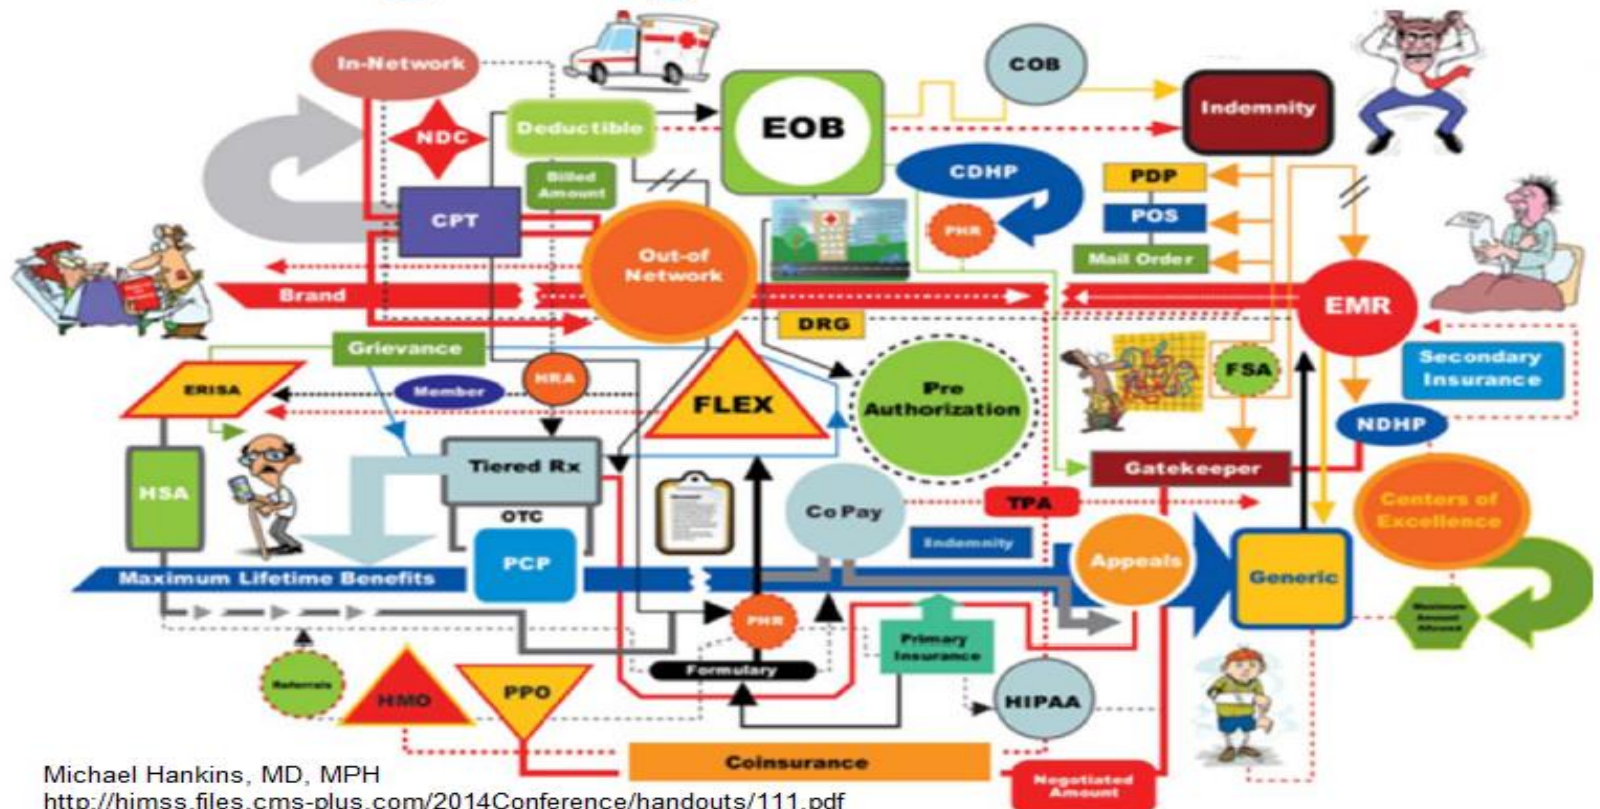 In-Network
COB
NDC
Deductible
EOB
Indemnity
Billed
Amount
CDHP
PDP
CPT
PHR
POS
Out-of
Network
Mail Order
Brand
DRG
EMR
Grievance
Secondary
Insurance
ERISA
Member
HRA
FLEX
Pre
Authorization
FSA
NDHP
Tiered Rx
Gatekeeper
HSA
OTC
Co Pay
TPA
Centers of
Excellence
PCP
Indemnity
Appeals
Maximum Lifetime Benefits
Generic
PHR
Maximum
Amount
Allowed
Primary
Insurance
Referrals
Formulary
HMO
PPO
HIPAA
Coinsurance
Negotiated
Amount
Michael Hankins, MD, MPH
http://himss.files.cms-plus.com/2014Conference/handouts/111.pdf